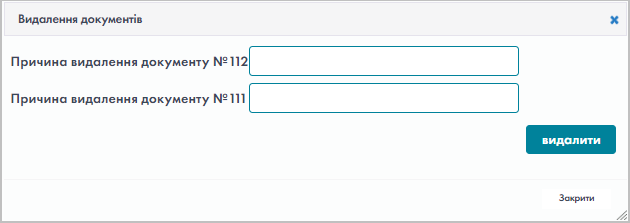 Видалення документів
Причина видалення документу №112
Причина видалення документу №111
видалити
Закрити